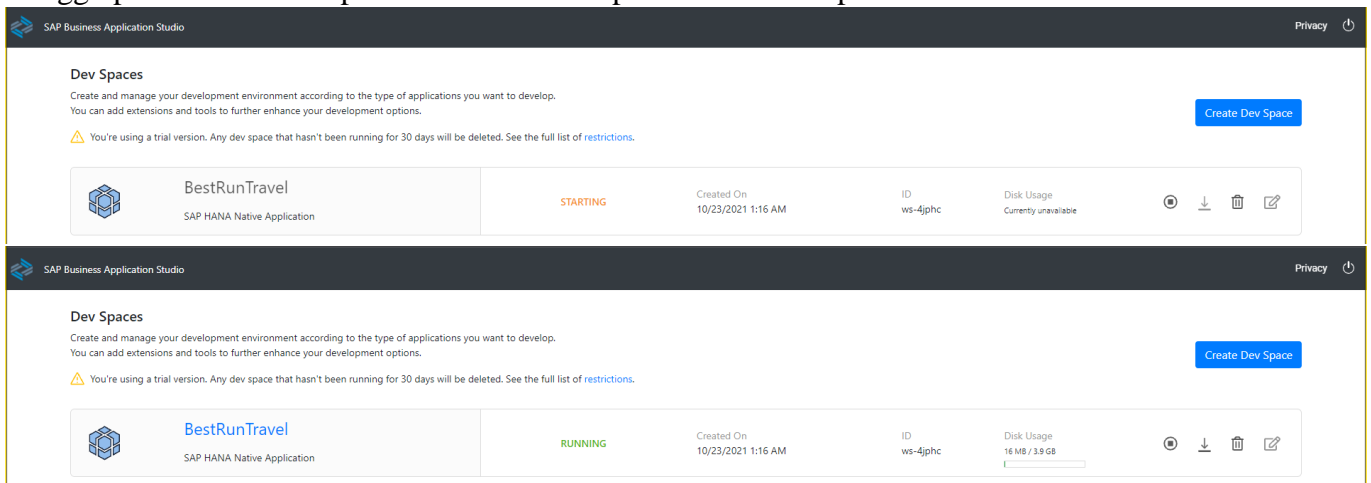 SAP Business Application Studio
Privacy
Dev Spaces
Create and manage your development environment according to the type of applications you want to develop.
You can add extensions and tools to further enhance your development options.
Create Dev Space
You're using a trial version. Any dev space that hasn't been running for 30 days will be deleted. See the full list of restrictions.
BestRunTravel
SAP HANA Native Application
STARTING
Created On
10/23/2021 1:16 AM
ID
ws-4jphc
Disk Usage
Currently unavailable
SAP Business Application Studio
Privacy
Dev Spaces
Create and manage your development environment according to the type of applications you want to develop.
You can add extensions and tools to further enhance your development options.
Create Dev Space
You're using a trial version. Any dev space that hasn't been running for 30 days will be deleted. See the full list of restrictions.
BestRunTravel
SAP HANA Native Application
RUNNING
Created On
10/23/2021 1:16 AM
ID
ws-4jphc
Disk Usage
16 MB / 3.9 GB